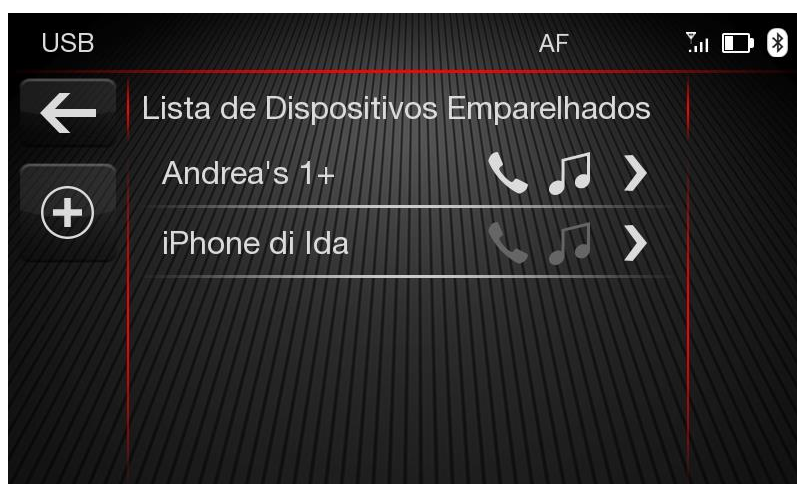 USB AF
Lista de Dispositivos Emparelhados
Andrea's 1+
iPhone di Ida